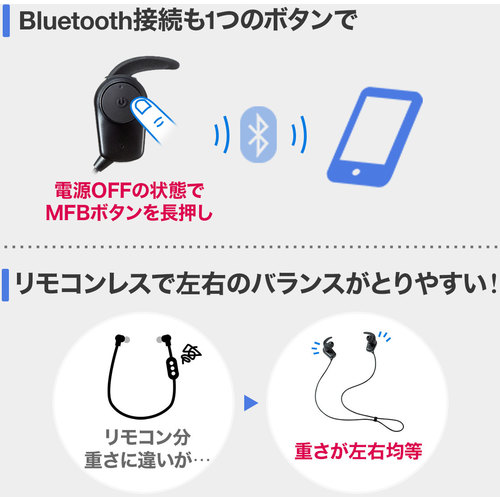 Bluetooth接続も1つのボタンで
電源OFFの状態で
MFBボタンを長押し
リモコンレスで左右のバランスがとりやすい!
リモコン分
重さに違いが…
重さが左右均等